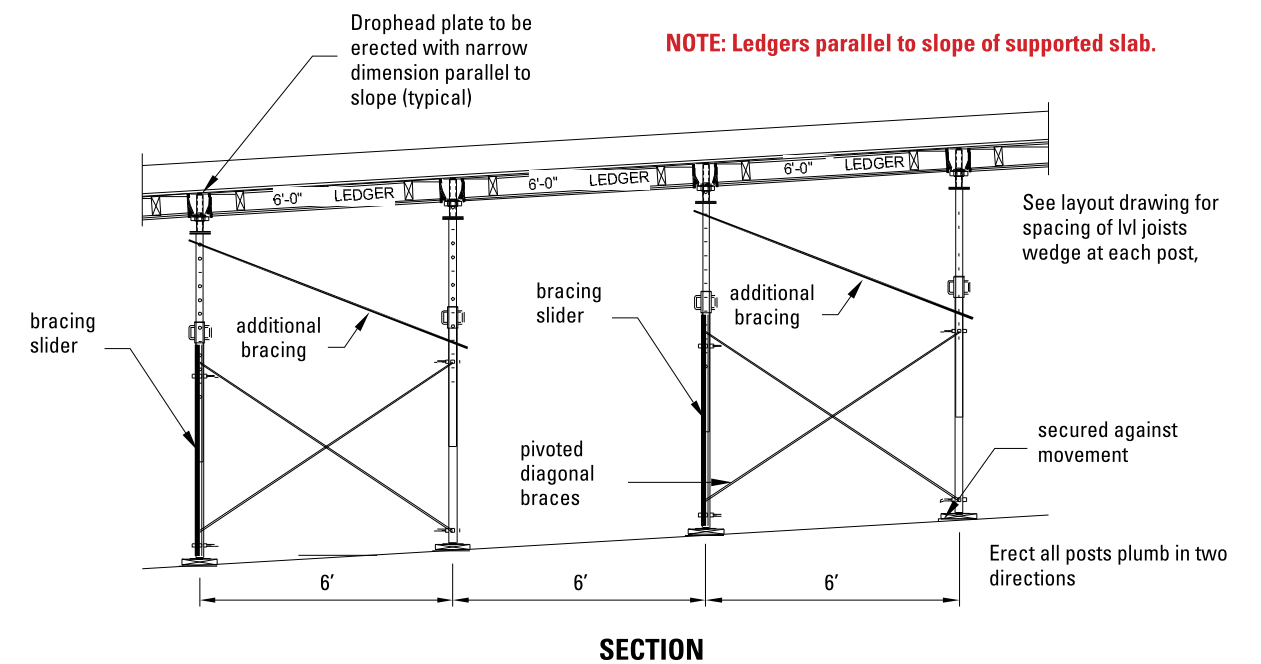 Drophead plate to be
erected with narrow
dimension parallel to
slope (typical)
NOTE: Ledgers parallel to slope of supported slab.
6'-0" LEDGER
6'-0" LEDGER
6'-0" LEDGER
See layout drawing for
spacing of lvl joists
wedge at each post,
bracing
slider
additional
bracing
bracing
slider
additional
bracing
pivoted
diagonal
braces
secured against
movement
Erect all posts plumb in two
directions
6′
6′
6′
SECTION